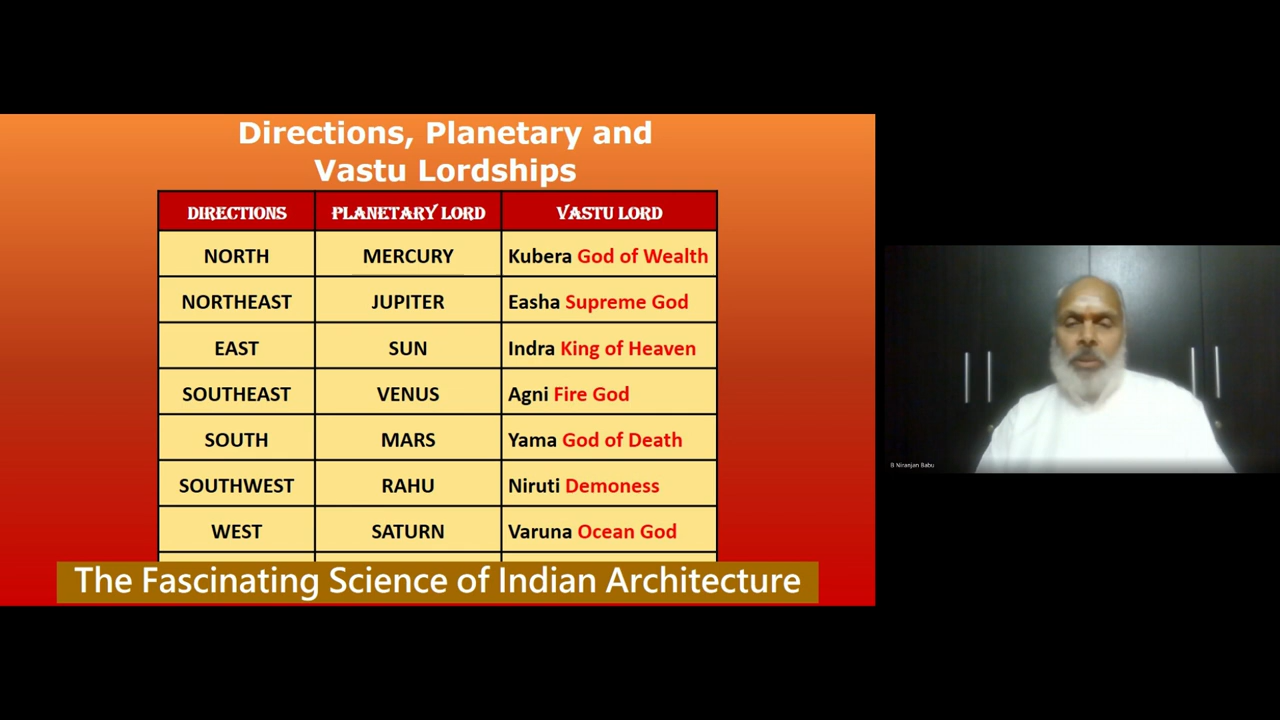 Directions, Planetary and
Vastu Lordships
DIRECTIONS PLANETARY LORD VASTU LORD
NORTH MERCURY Kubera God of Wealth
NORTHEAST JUPITER Easha Supreme God
EAST SUN Indra King of Heaven
SOUTHEAST VENUS Agni Fire God
SOUTH MARS Yama God of Death
SOUTHWEST RAHU Niruti Demoness
WEST SATURN Varuna Ocean God
The Fascinating Science of Indian Architecture
B Niranjan Babu